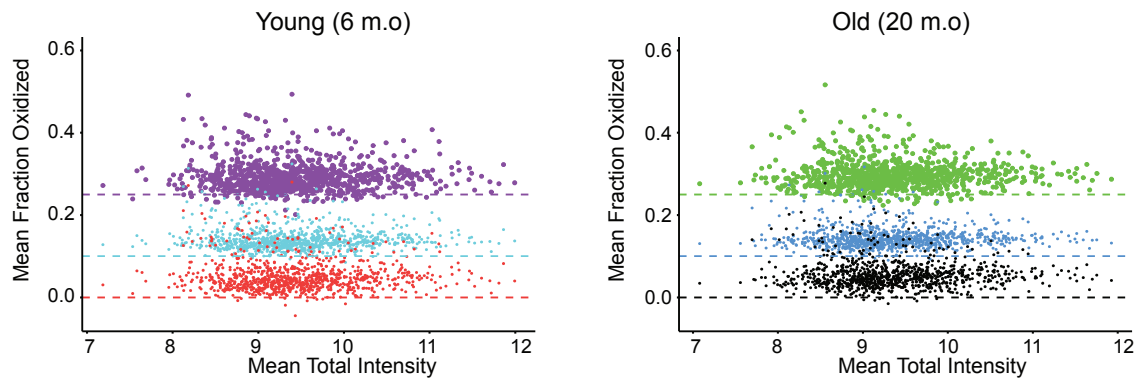 Young (6 m.o)
Mean Fraction Oxidized
0.6
0.4
0.2
0.0
7 8 9 10 11 12
Mean Total Intensity
Old (20 m.o)
Mean Fraction Oxidized
0.6
0.4
0.2
0.0
7 8 9 10 11 12
Mean Total Intensity